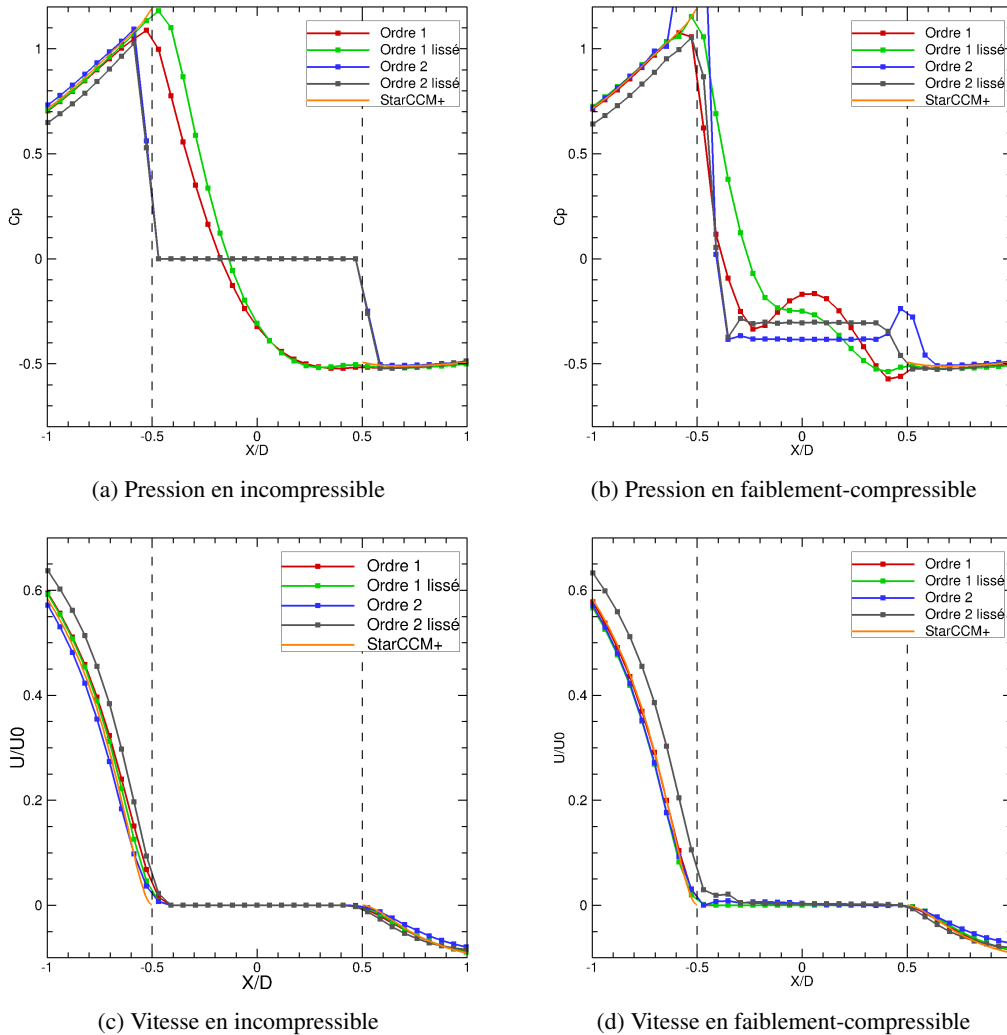 Cp
1
0.5
0
-0.5
-1
-0.5
0
0.5
1
X/D
Ordre 1
Ordre 1 lissé
Ordre 2
Ordre 2 lissé
StarCCM+
(a) Pression en incompressible
Cp
1
0.5
0
-0.5
-1
-0.5
0
0.5
X/D
Ordre 1
Ordre 1 lissé
Ordre 2
Ordre 2 lissé
StarCCM+
(b) Pression en faiblement-compressible
U/U0
0.6
0.4
0.2
0
-1
-0.5
0
0.5
1
X/D
Ordre 1
Ordre 1 lissé
Ordre 2
Ordre 2 lissé
StarCCM+
(c) Vitesse en incompressible
U/U0
0.6
0.4
0.2
0
-1
-0.5
0
0.5
X/D
Ordre 1
Ordre 1 lissé
Ordre 2
Ordre 2 lissé
StarCCM+
(d) Vitesse en faiblement-compressible